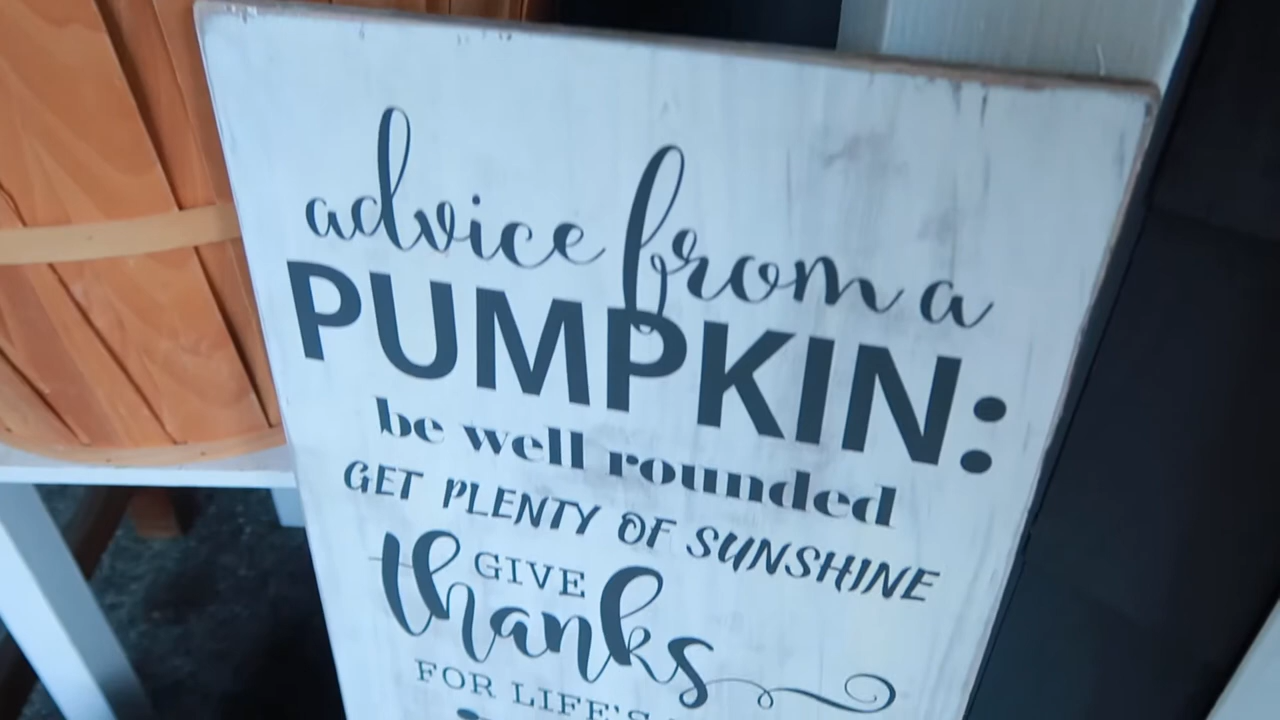 advice from a
PUMPKIN:
be well rounded
GET PLENTY OF SUNSHINE
GIVE
thanks
FOR LIFE'S